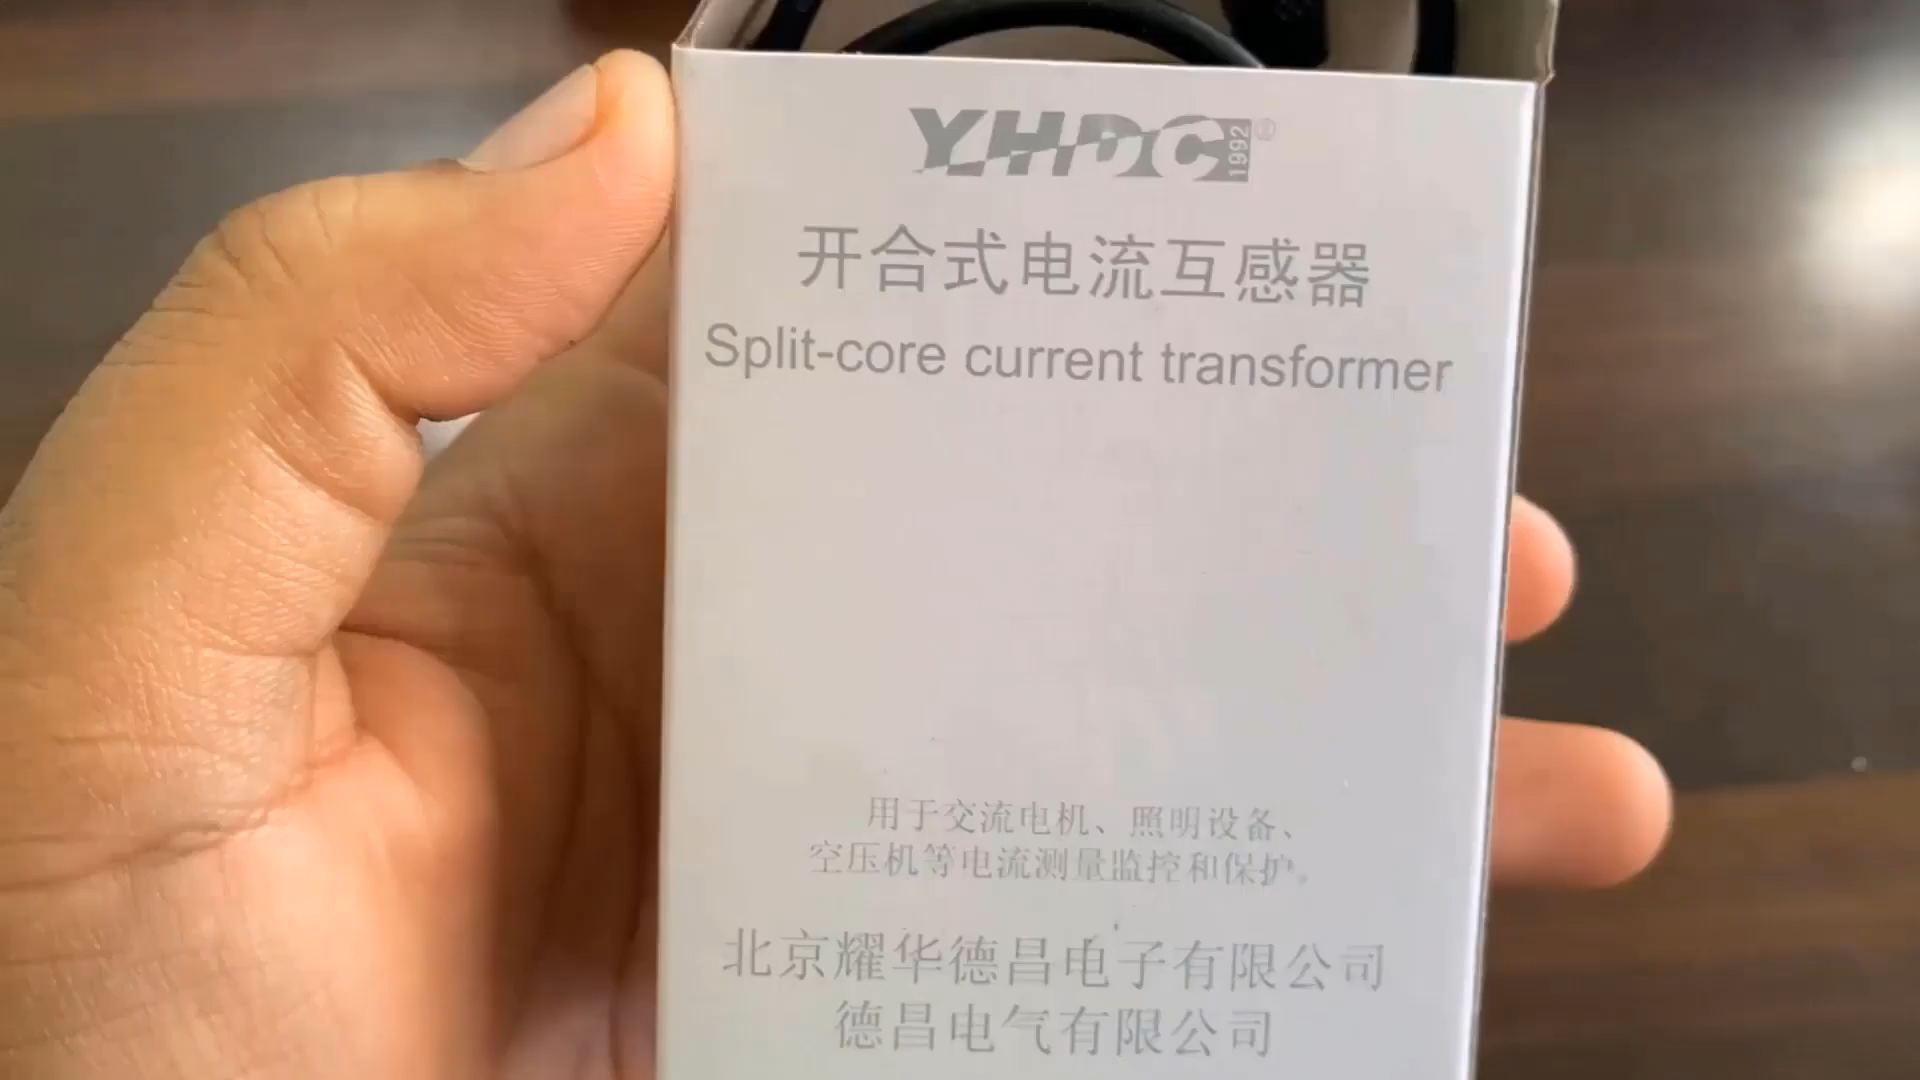 YHDC 1992®
开合式电流互感器
Split-core current transformer
用于交流电机、照明设备、
空压机等电流测量监控和保护。
北京耀华德昌电子有限公司
德昌电气有限公司